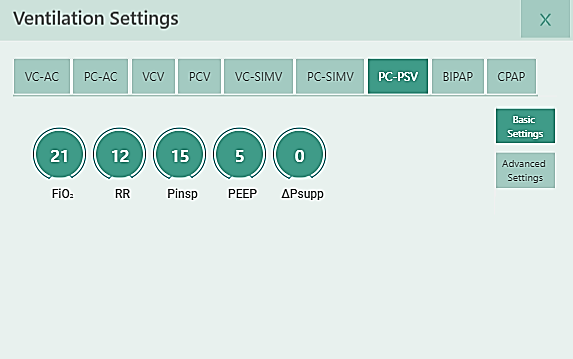 Ventilation Settings X
VC-AC PC-AC VCV PCV VC-SIMV PC-SIMV PC-PSV BIPAP CPAP
Basic
Settings
Advanced
Settings
21 12 15 5 0
FiO₂ RR Pinsp PEEP ΔPsupp